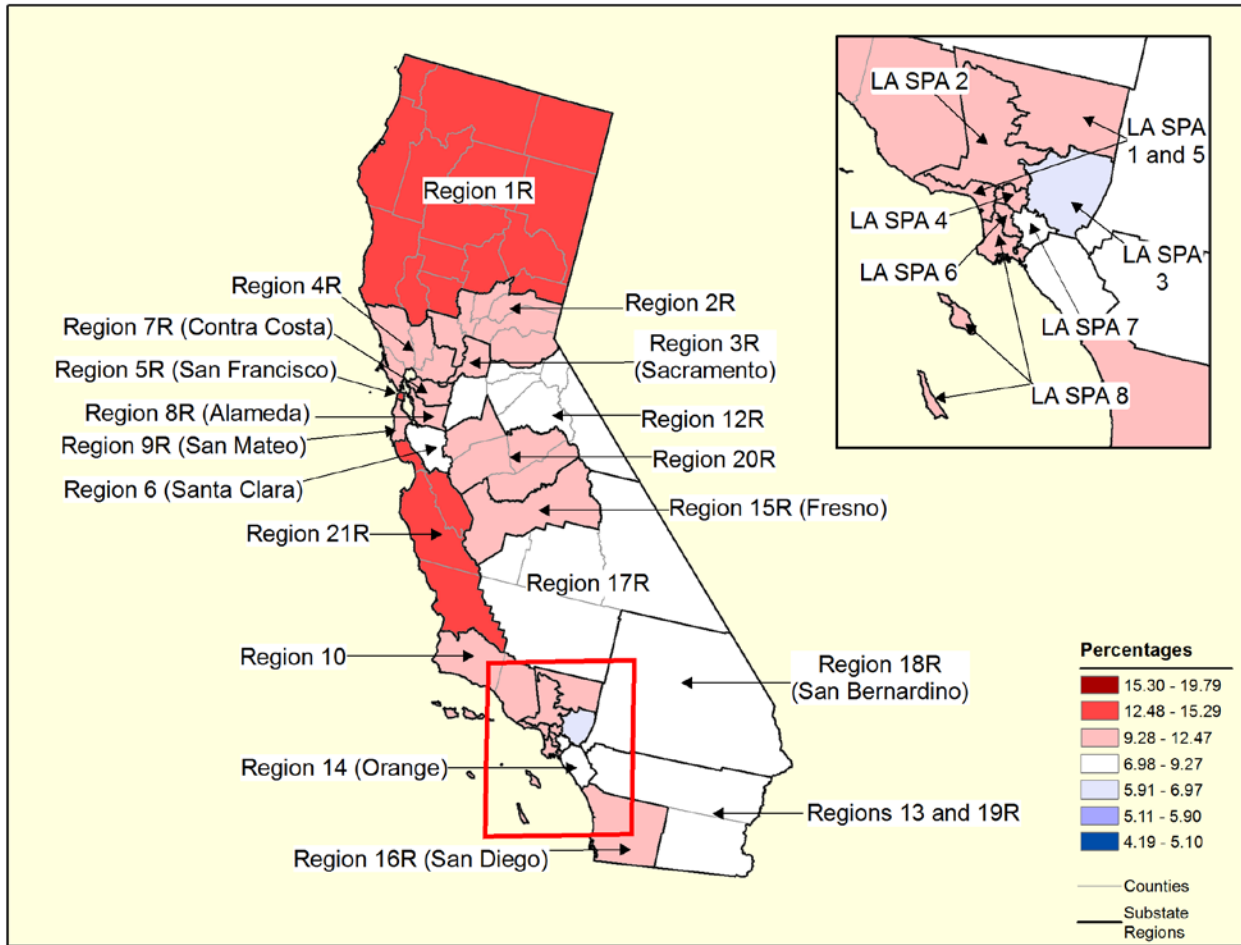 Region 1R
Region 4R
Region 7R (Contra Costa)
Region 5R (San Francisco)
Region 8R (Alameda)
Region 9R (San Mateo)
Region 6 (Santa Clara)
Region 21R
Region 10
Region 14 (Orange)
Region 16R (San Diego)
Region 2R
Region 3R
(Sacramento)
Region 12R
Region 20R
Region 15R (Fresno)
Region 17R
Region 18R
(San Bernardino)
Regions 13 and 19R
LA SPA 2
LA SPA
1 and 5
LA SPA 4
LA SPA 6
LA SPA
3
LA SPA 7
LA SPA 8
Percentages
15.30 - 19.79
12.48 - 15.29
9.28 - 12.47
6.98 - 9.27
5.91 - 6.97
5.11 - 5.90
4.19 - 5.10
Counties
Substate
Regions